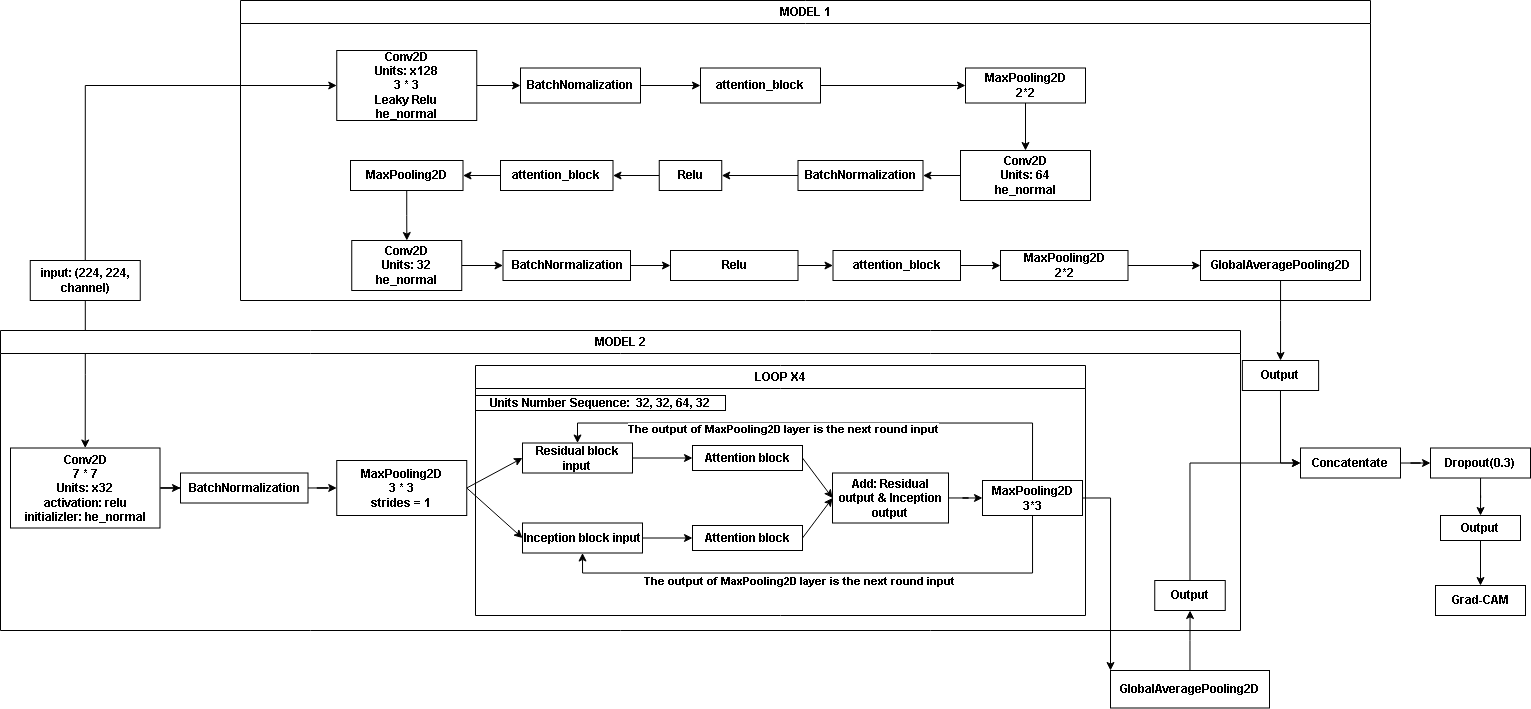 MODEL 1
Conv2D
Units: x128
3 * 3
Leaky Relu
he_normal
BatchNormalization
attention_block
MaxPooling2D
2*2
MaxPooling2D
attention_block
Relu
BatchNormalization
Conv2D
Units: 64
he_normal
Conv2D
Units: 32
he_normal
BatchNormalization
Relu
attention_block
MaxPooling2D
2*2
GlobalAveragePooling2D
input: (224, 224,
channel)
MODEL 2
Output
LOOP X4
Units Number Sequence: 32, 32, 64, 32
The output of MaxPooling2D layer is the next round input
Conv2D
7 * 7
Units: x32
activation: relu
initializler: he_normal
BatchNormalization
MaxPooling2D
3 * 3
strides = 1
Residual block
input
Attention block
Inception block input
Attention block
Add: Residual
output & Inception
output
MaxPooling2D
3*3
The output of MaxPooling2D layer is the next round input
Concatentate
Dropout(0.3)
Output
Grad-CAM
Output
GlobalAveragePooling2D